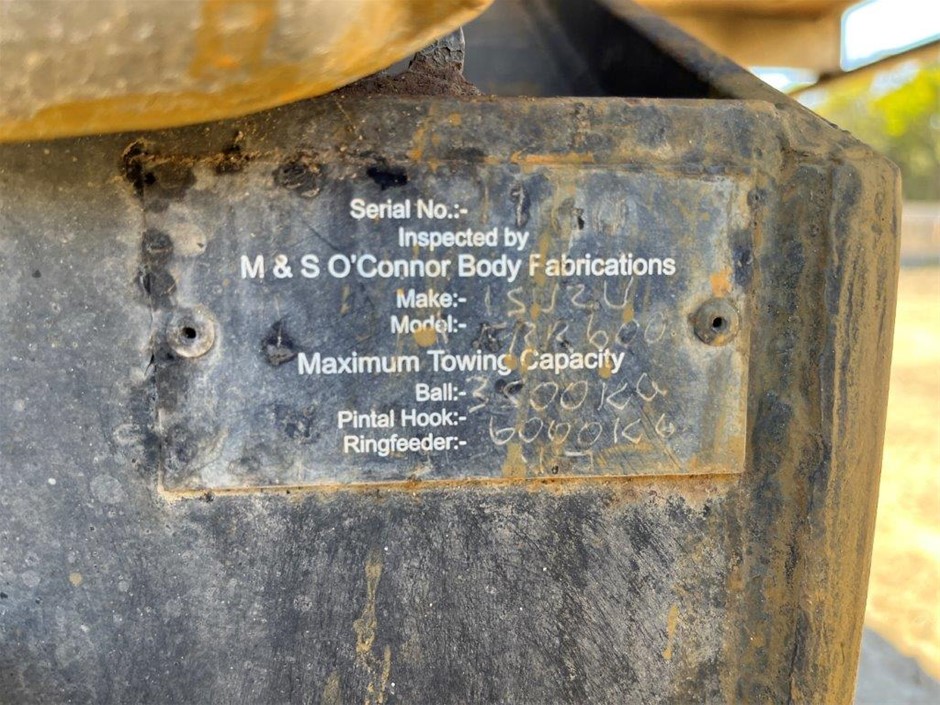 Serial No.:-
Inspected by
M & S O'Connor Body Fabrications
Make:- ISUZU
Model:- FRR600
Maximum Towing Capacity
Ball:- 3500KG
Pintal Hook:- 6000KG
Ringfeeder:-